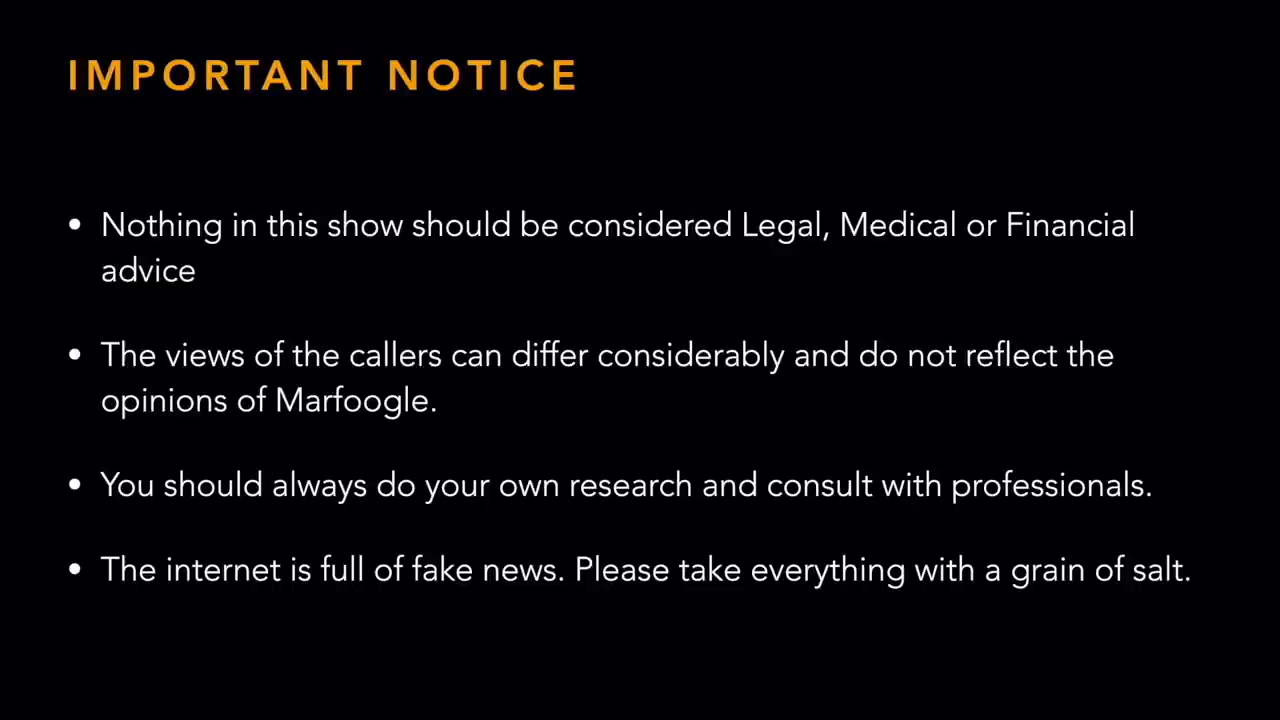 IMPORTANT NOTICE
• Nothing in this show should be considered Legal, Medical or Financial
advice
• The views of the callers can differ considerably and do not reflect the
opinions of Marfoogle.
• You should always do your own research and consult with professionals.
• The internet is full of fake news. Please take everything with a grain of salt.